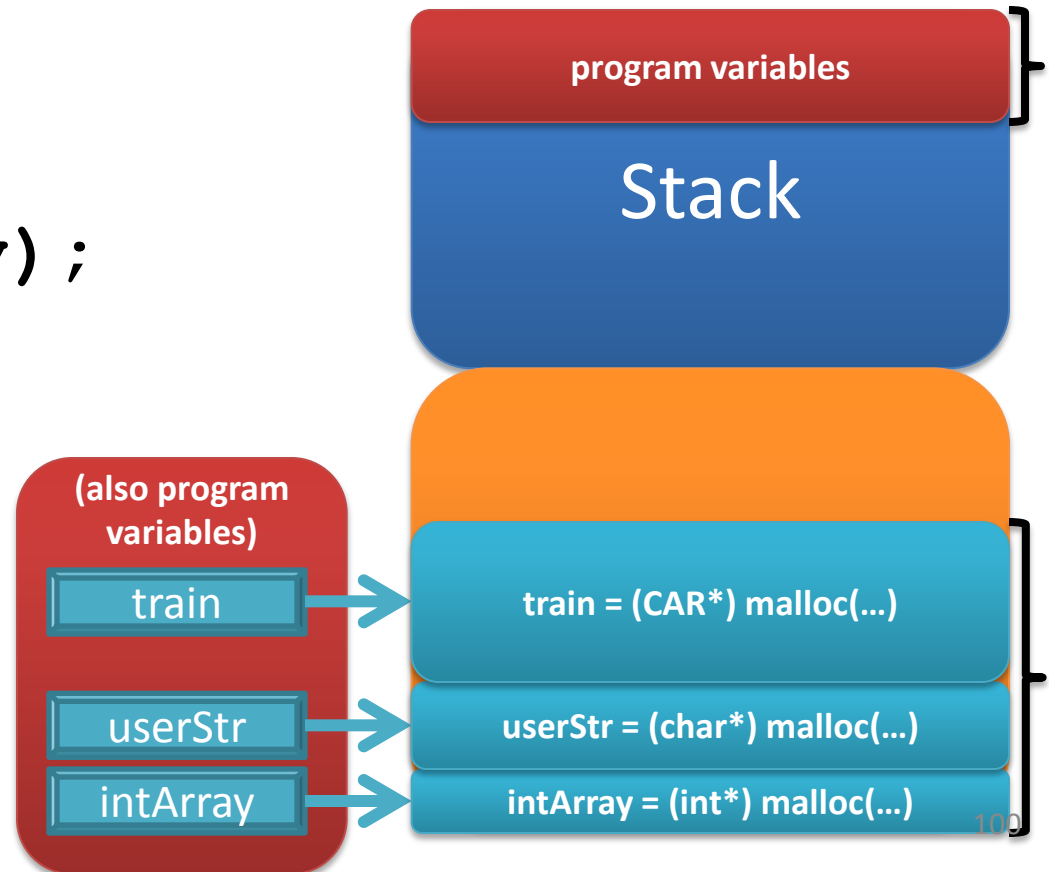 program variables
Stack
);
(also program
variables)
train
train = (CAR*) malloc(…)
userStr
userStr = (char*) malloc(…)
intArray
intArray = (int*) malloc(…)
100